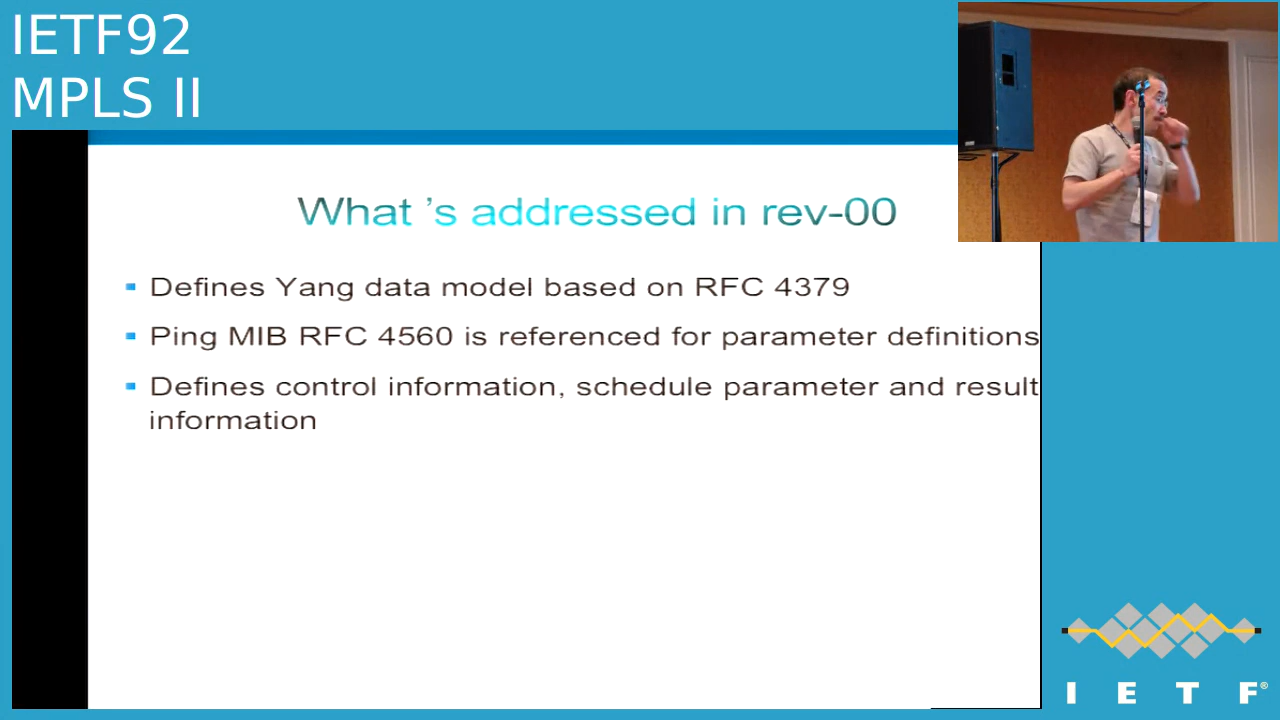 IETF92
MPLS II
What 's addressed in rev-00
Defines Yang data model based on RFC 4379
Ping MIB RFC 4560 is referenced for parameter definitions
Defines control information, schedule parameter and result
information
I E T F®